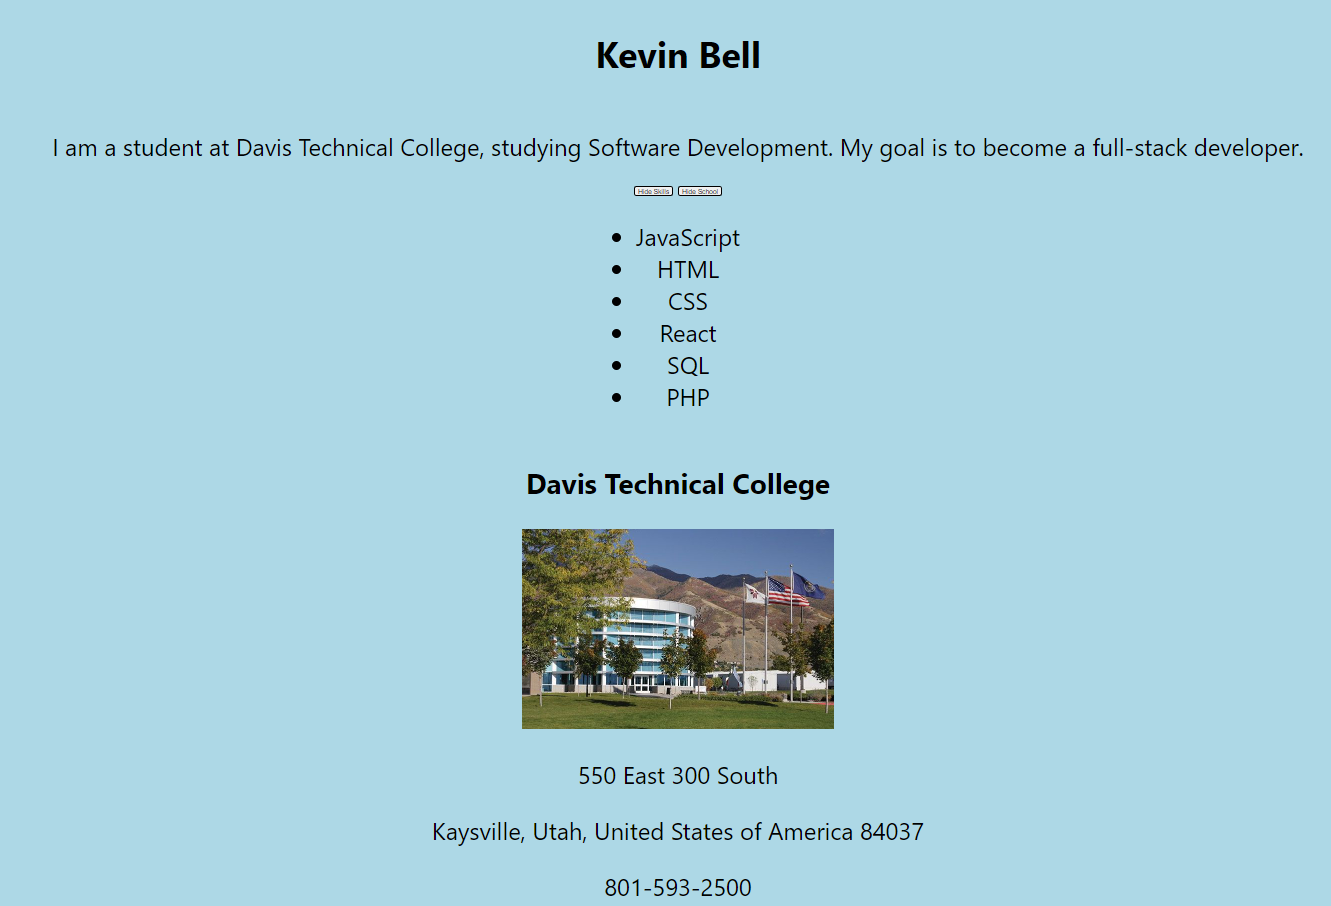 Kevin Bell
I am a student at Davis Technical College, studying Software Development. My goal is to become a full-stack developer.
Hide Skills Hide School
JavaScript
HTML
CSS
React
SQL
PHP
Davis Technical College
550 East 300 South
Kaysville, Utah, United States of America 84037
801-593-2500